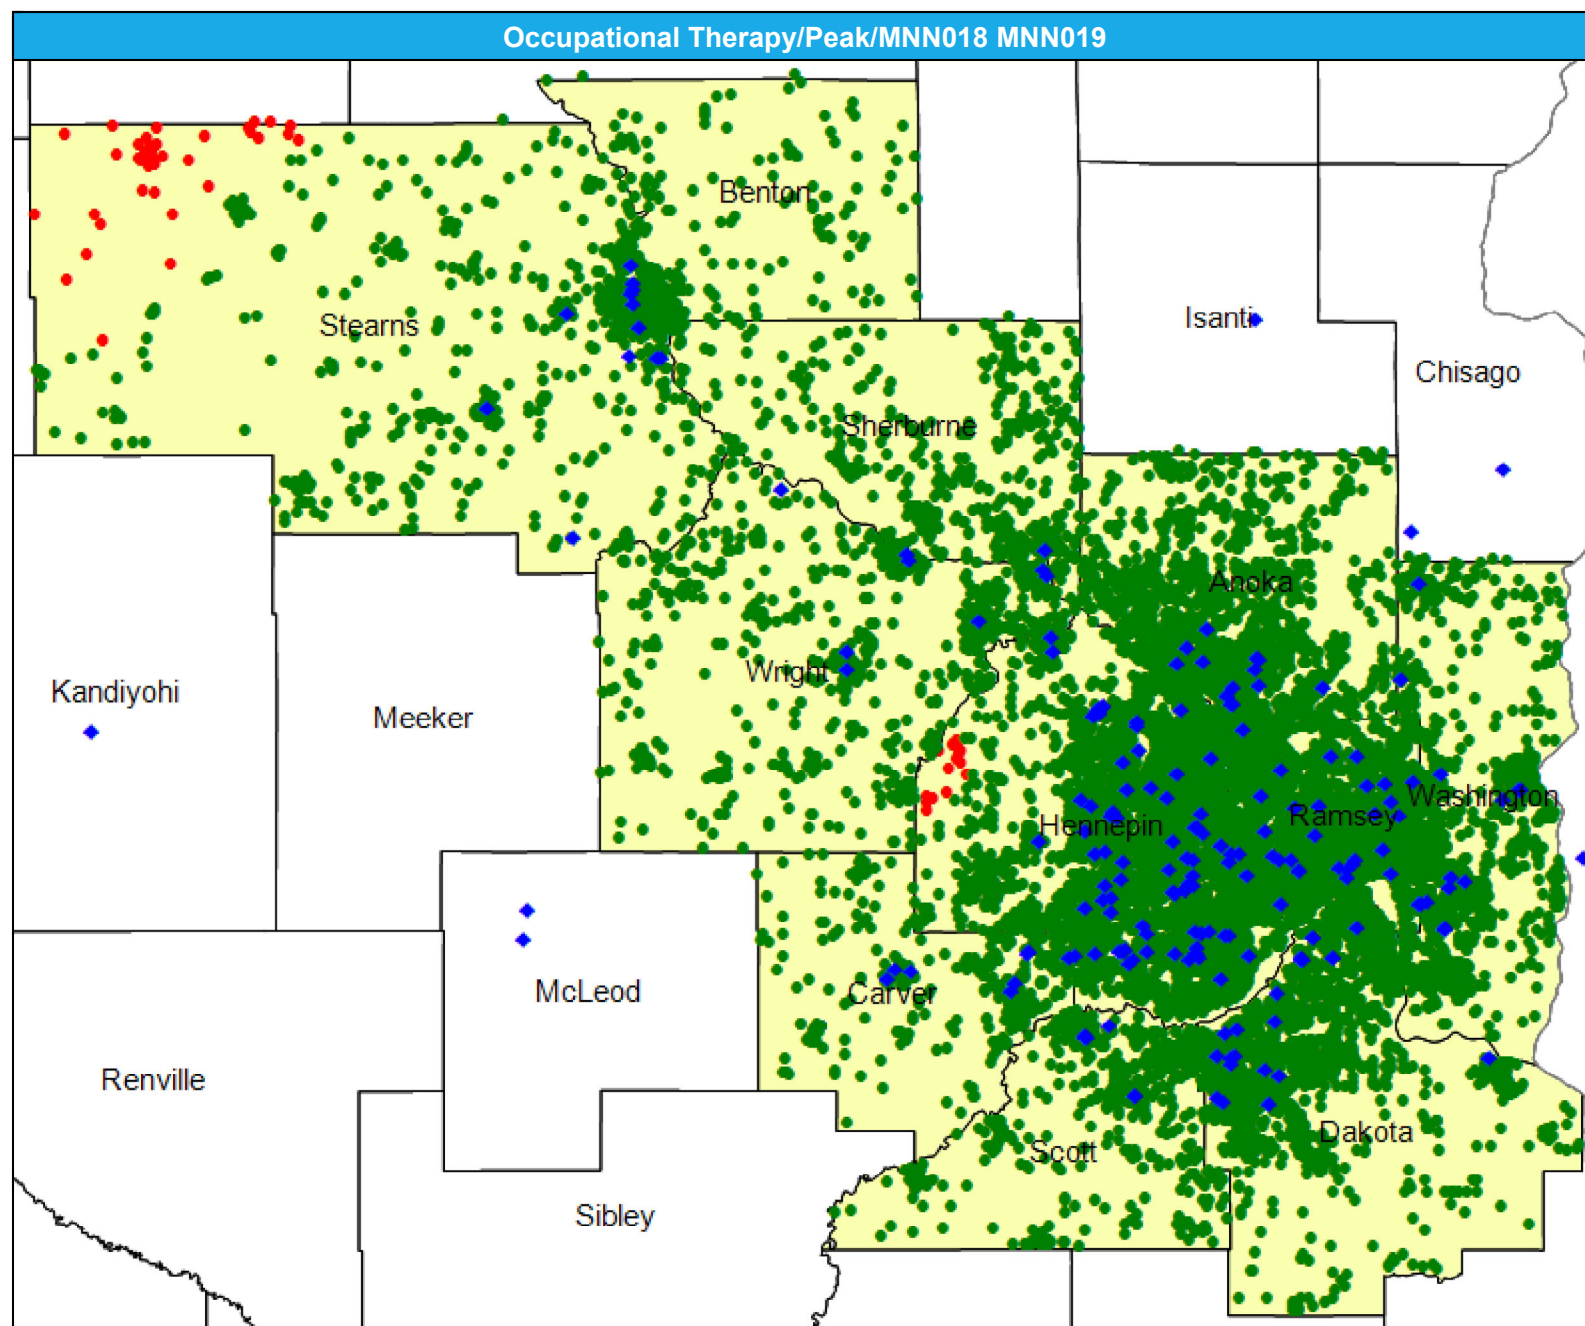 Occupational Therapy/Peak/MNN018 MNN019
Benton
Isanti
Stearns
Chisago
Sherburne
Anoka
Wright
Kandiyohi
Meeker
Washington
Ramsey
Hennepin
McLeod
Carver
Renville
Dakota
Scott
Sibley